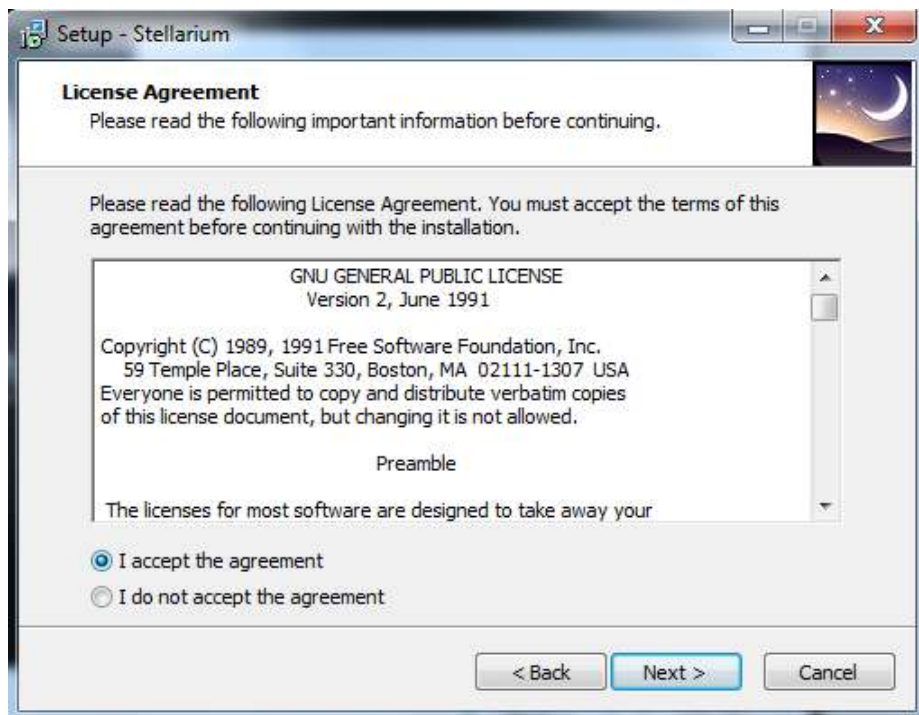 Setup - Stellarium
License Agreement
Please read the following important information before continuing.
Please read the following License Agreement. You must accept the terms of this
agreement before continuing with the installation.
GNU GENERAL PUBLIC LICENSE
Version 2, June 1991
Copyright (C) 1989, 1991 Free Software Foundation, Inc.
59 Temple Place, Suite 330, Boston, MA 02111-1307 USA
Everyone is permitted to copy and distribute verbatim copies
of this license document, but changing it is not allowed.
Preamble
The licenses for most software are designed to take away your
I accept the agreement
I do not accept the agreement
< Back Next > Cancel